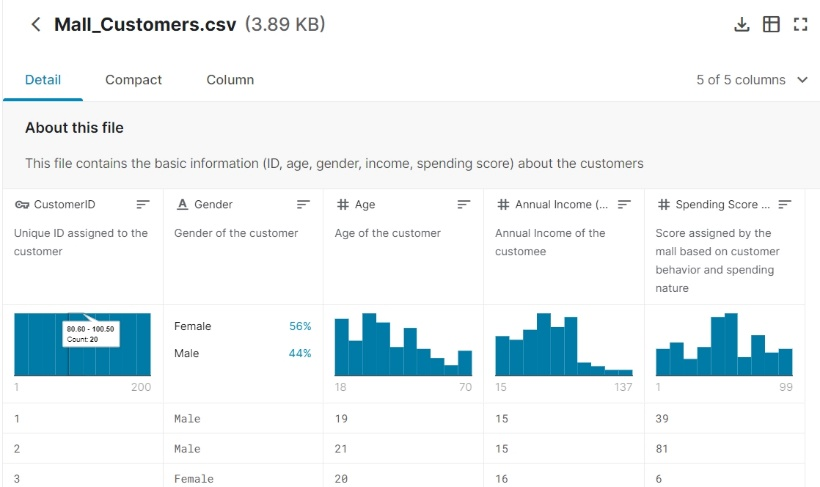 Mall_Customers.csv (3.89 KB)
Detail Compact Column 5 of 5 columns
About this file
This file contains the basic information (ID, age, gender, income, spending score) about the customers
CustomerID Gender Age Annual Income (... Spending Score ...
Unique ID assigned to the customer
Gender of the customer
Age of the customer
Annual Income of the customee
Score assigned by the mall based on customer behavior and spending nature
80.60 - 100.50
Count: 20
Female 56%
Male 44%
1 200 18 70 15 137 1 99
1 Male 19 15 39
2 Male 21 15 81
3 Female 20 16 6